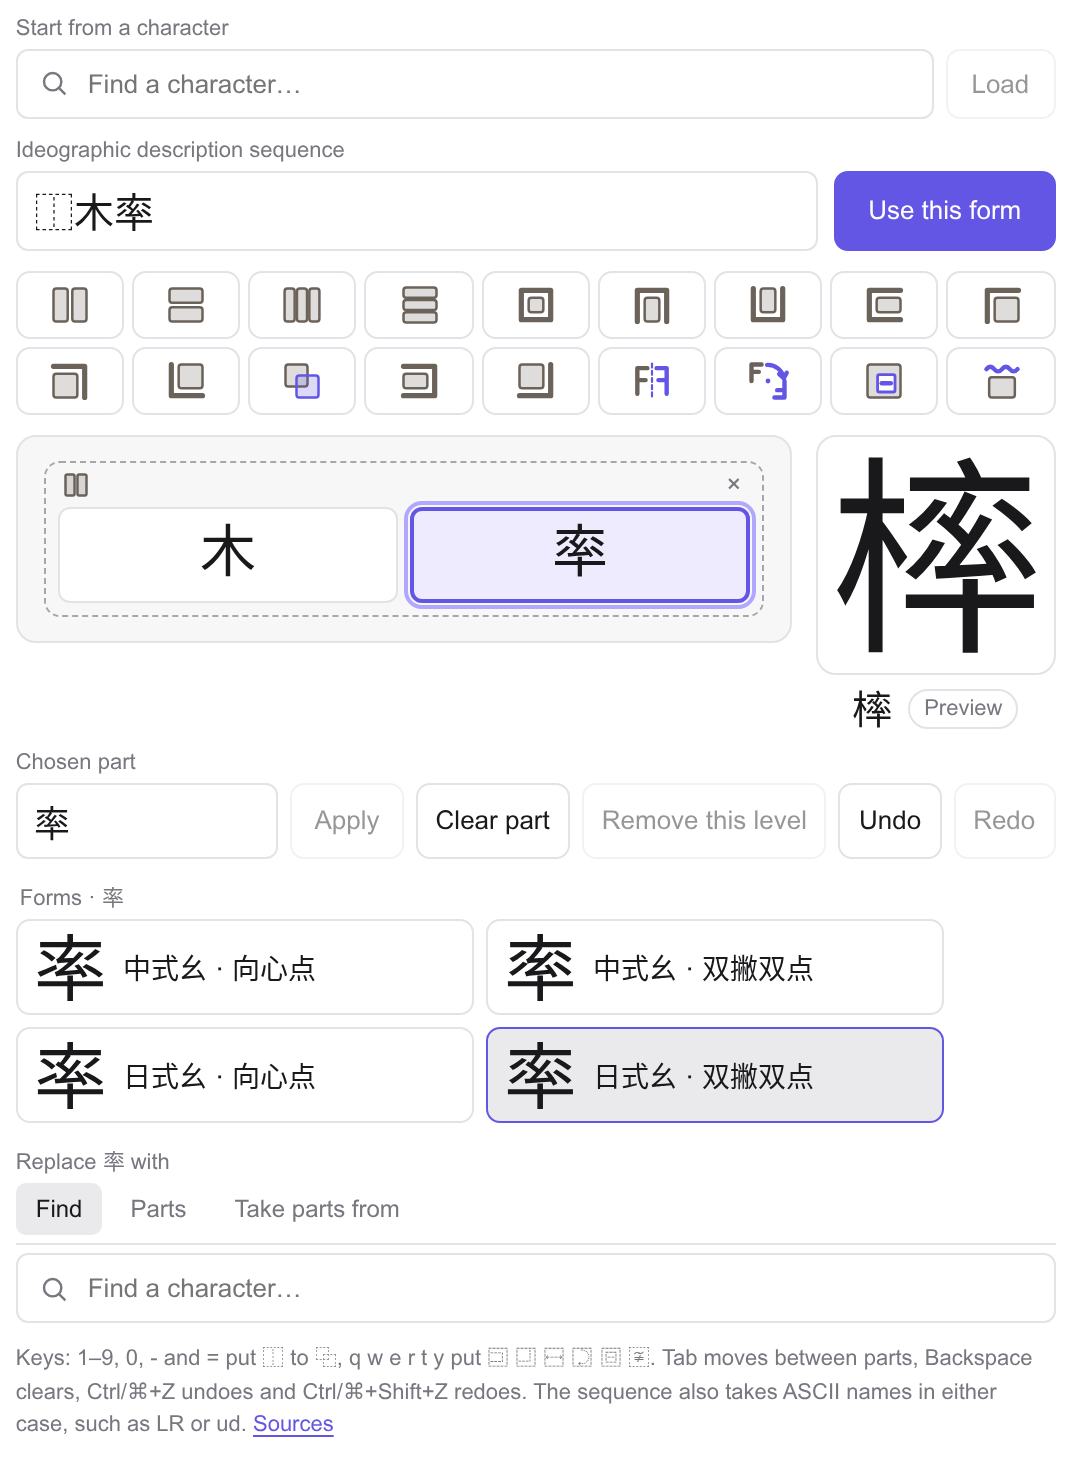 Start from a character
Find a character…
Load
Ideographic description sequence
⿰木率
Use this form
木
率
×
Preview
Chosen part
率
Apply
Clear part
Remove this level
Undo
Redo
Forms · 率
率 中式幺 · 向心点
率 中式幺 · 双撇双点
率 日式幺 · 向心点
率 日式幺 · 双撇双点
Replace 率 with
Find
Parts
Take parts from
Find a character…
Keys: 1–9, 0, - and = put ⿰ to ⿻, q w e r t y put ⿼ ⿽ ⿾ ⿿ ㇯ 〾. Tab moves between parts, Backspace
clears, Ctrl/⌘+Z undoes and Ctrl/⌘+Shift+Z redoes. The sequence also takes ASCII names in either
case, such as LR or ud. Sources